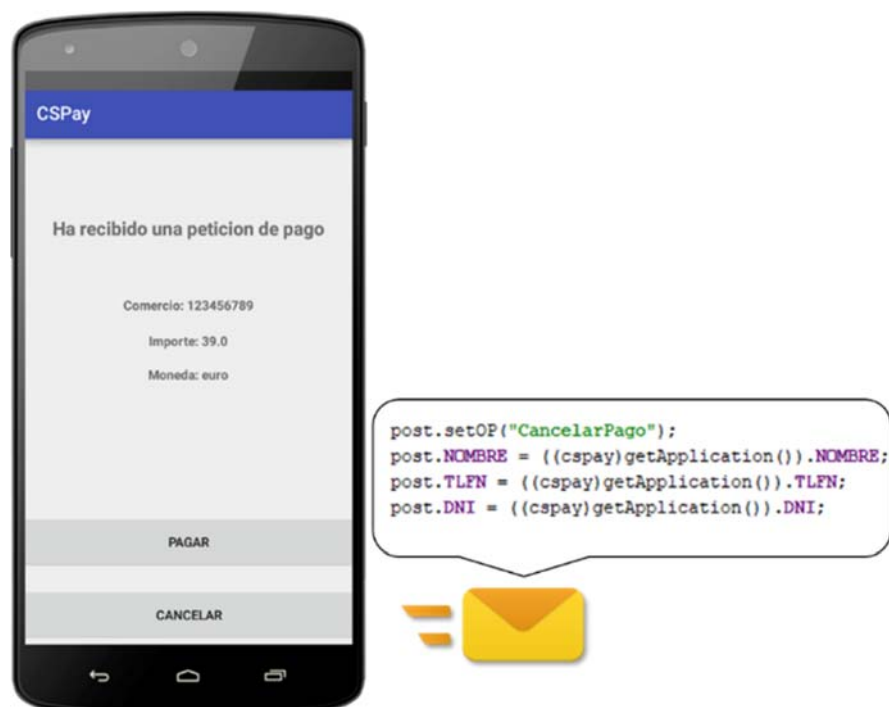 CSPay
Ha recibido una peticion de pago
Comercio: 123456789
Importe: 39.0
Moneda: euro
PAGAR
CANCELAR
post.setOP("CancelarPago");
post.NOMBRE = ((cspay)getApplication()).NOMBRE;
post.TLFN = ((cspay)getApplication()).TLFN;
post.DNI = ((cspay)getApplication()).DNI;